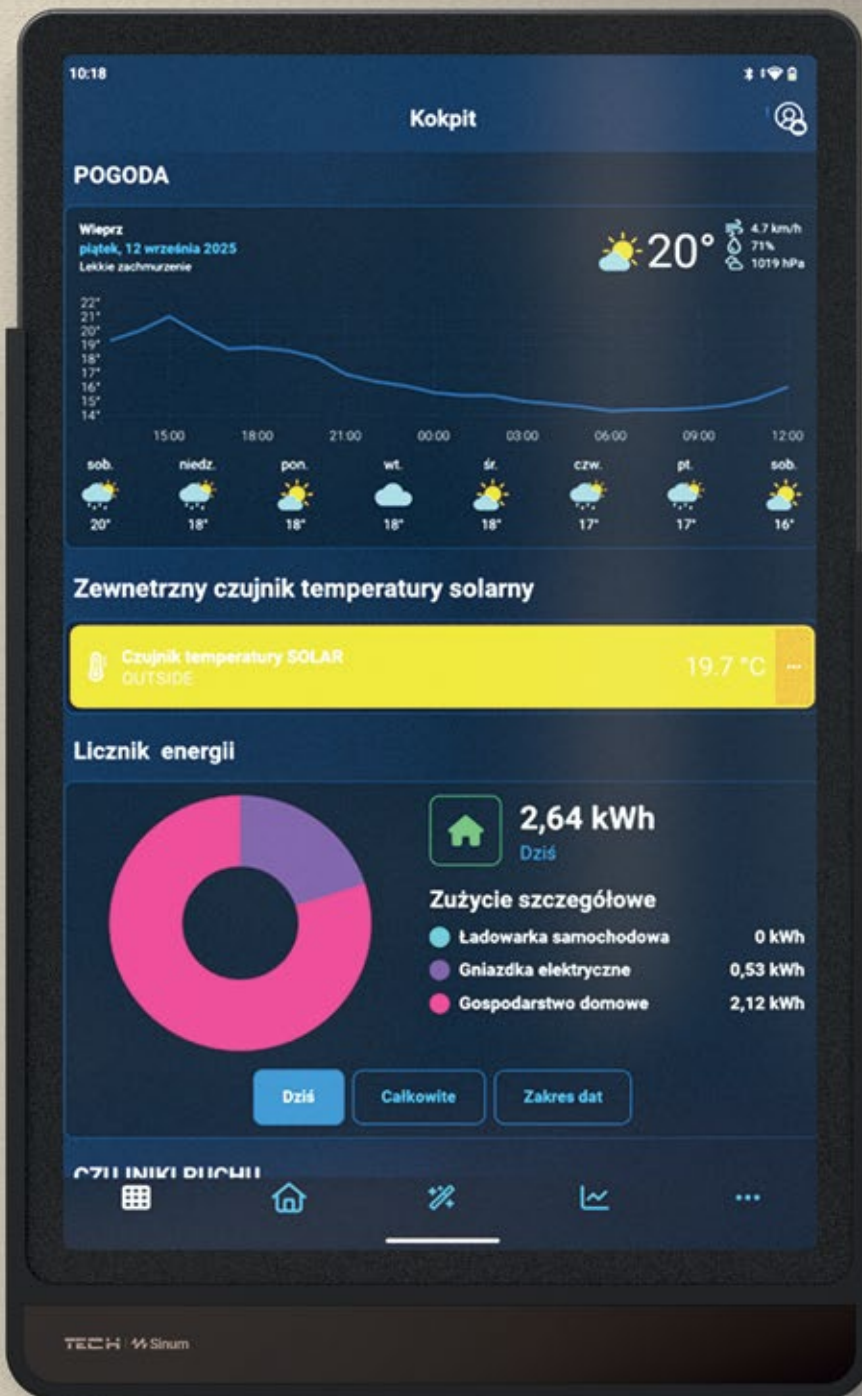 10:18
Kokpit
POGODA
Wieprz
piątek, 12 września 2025
Lekkie zachmurzenie
20°
4.7 km/h
71%
1019 hPa
22°
21°
20°
19°
18°
17°
16°
15°
14°
15:00 18:00 21:00 00:00 03:00 06:00 09:00 12:00
sob. niedz. pon. wt. śr. czw. pt. sob.
20° 18° 18° 18° 18° 17° 17° 16°
Zewnetrzny czujnik temperatury solarny
Czujnik temperatury SOLAR
OUTSIDE
19.7 °C
Licznik energii
2,64 kWh
Dziś
Zużycie szczegółowe
Ładowarka samochodowa 0 kWh
Gniazdka elektryczne 0,53 kWh
Gospodarstwo domowe 2,12 kWh
Dziś Całkowite Zakres dat
CZUJNIKI RUCHU
TECH Sinum